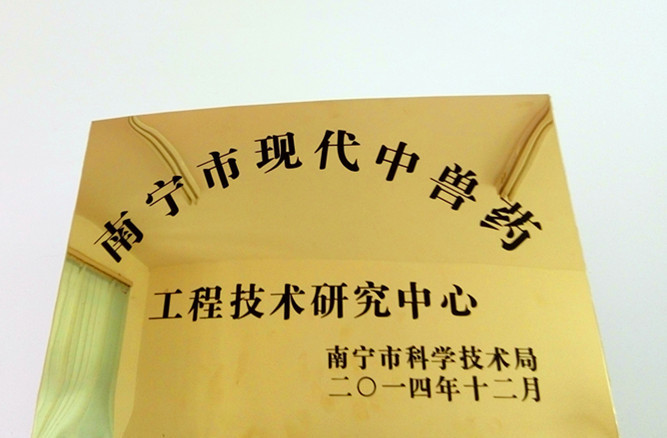 南宁市现代中兽药
工程技术研究中心
南宁市科学技术局
二〇一四年十二月